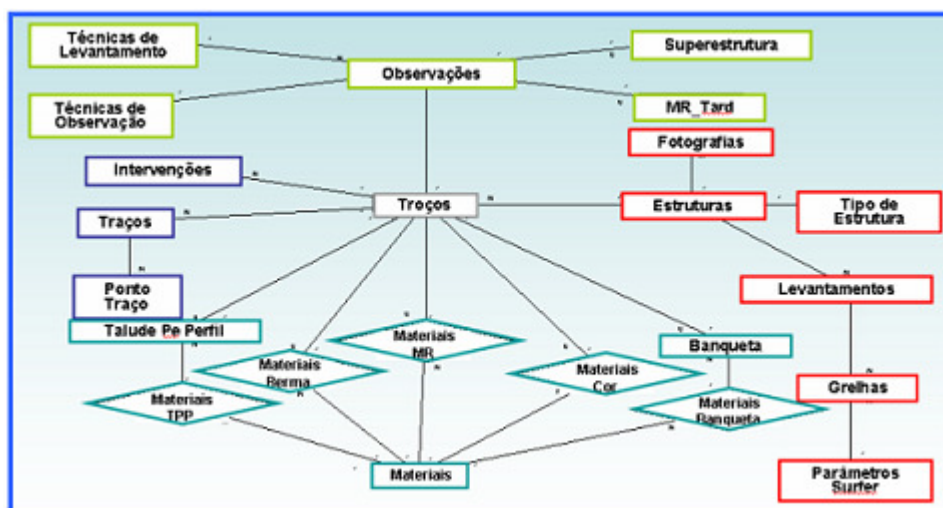 Técnicas de
Levantamento
Superestrutura
Observações
Técnicas de
Observação
MR_Tard
Fotografias
Intervenções
Troços
Estruturas
Tipo de
Estrutura
Traços
Ponto
Traço
Levantamentos
Talude Pe Perfil
Materiais
MR
Banqueta
Materiais
Berma
Materiais
Cor
Grelhas
Materiais
TPP
Materiais
Banqueta
Materiais
Parâmetros
Surfer